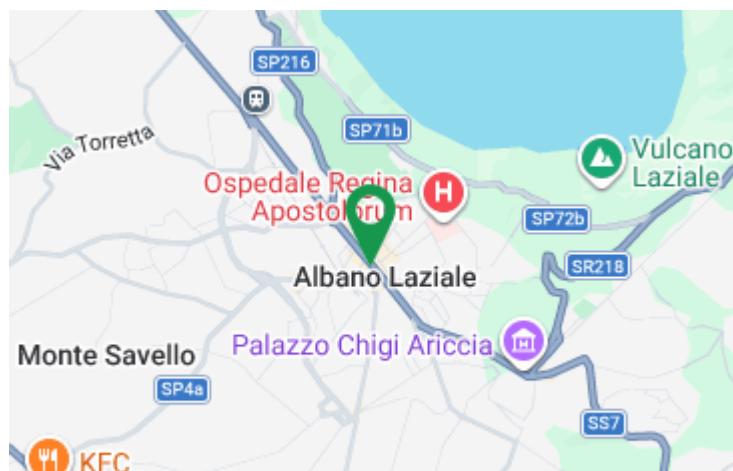 SP216
SP71b
Via Torretta
Vulcano
Laziale
Ospedale Regina
Apostolorum
H
SP72b
SR218
Albano Laziale
Palazzo Chigi Ariccia
Monte Savello
SP4a
SS7
KFC